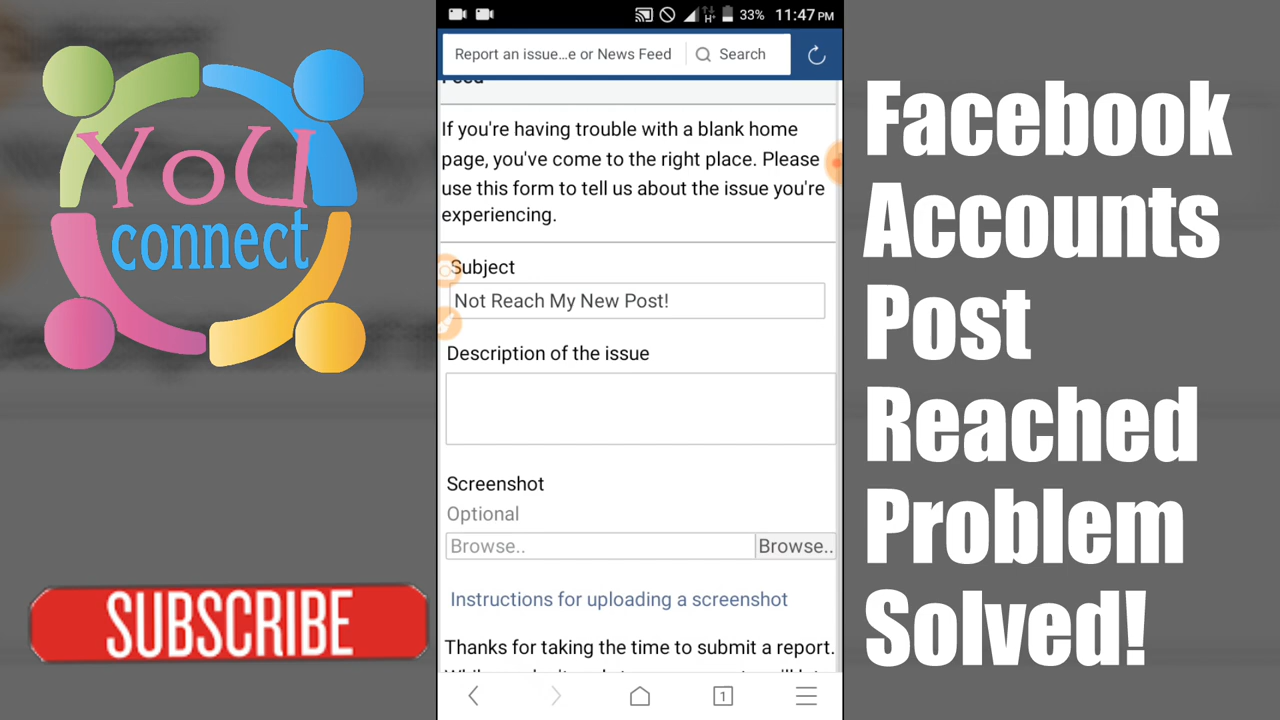 YoU
connect
SUBSCRIBE
33% 11:47 PM
Report an issue...e or News Feed Search
Feed
If you're having trouble with a blank home
page, you've come to the right place. Please
use this form to tell us about the issue you're
experiencing.
Subject
Not Reach My New Post!
Description of the issue
Screenshot
Optional
Browse.. Browse..
Instructions for uploading a screenshot
Thanks for taking the time to submit a report.
1
Facebook
Accounts
Post
Reached
Problem
Solved!